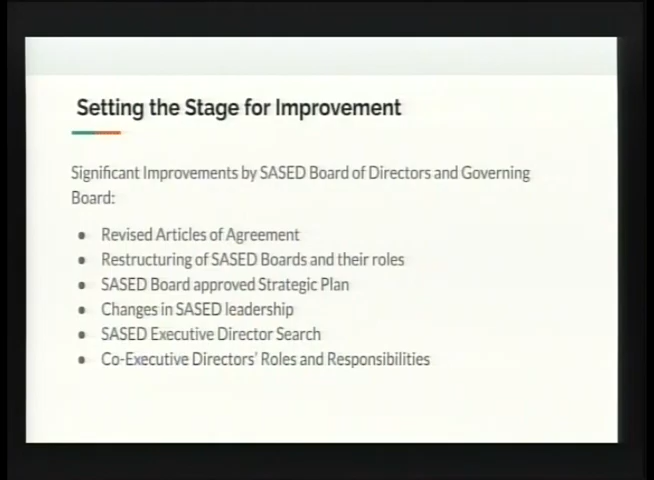 Setting the Stage for Improvement
Significant Improvements by SASED Board of Directors and Governing
Board:
● Revised Articles of Agreement
● Restructuring of SASED Boards and their roles
● SASED Board approved Strategic Plan
● Changes in SASED leadership
● SASED Executive Director Search
● Co-Executive Directors' Roles and Responsibilities